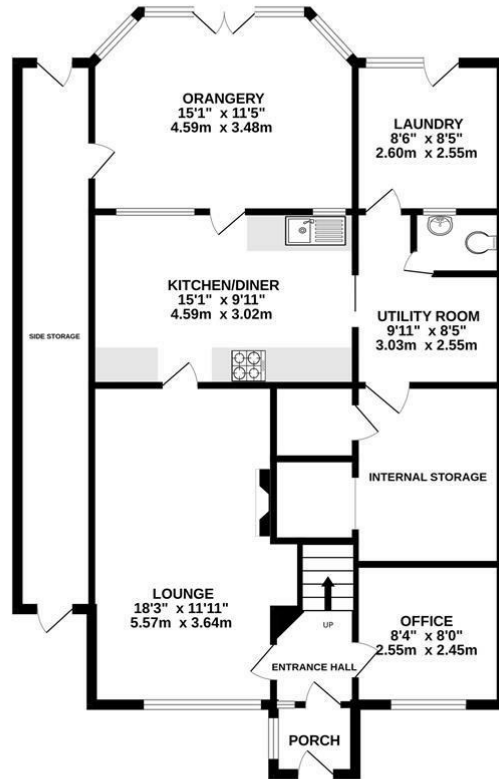 ORANGERY
15'1" x 11'5"
4.59m x 3.48m
LAUNDRY
8'6" x 8'5"
2.60m x 2.55m
KITCHEN/DINER
15'1" x 9'11"
4.59m x 3.02m
UTILITY ROOM
9'11" x 8'5"
3.03m x 2.55m
SIDE STORAGE
INTERNAL STORAGE
LOUNGE
18'3" x 11'11"
5.57m x 3.64m
UP
OFFICE
8'4" x 8'0"
2.55m x 2.45m
ENTRANCE HALL
PORCH